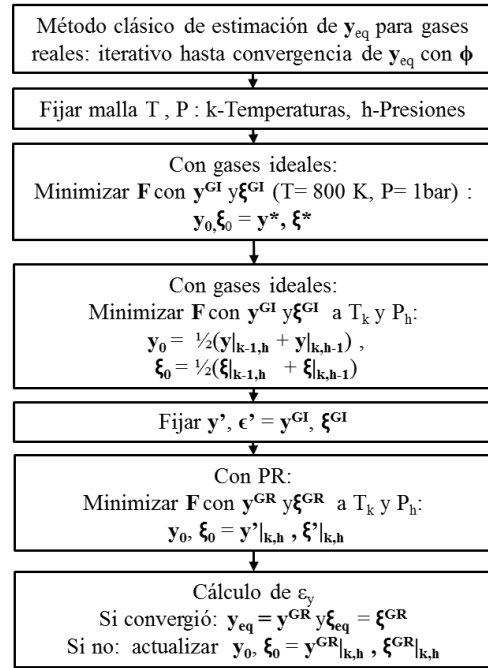 Método clásico de estimación de y_eq para gases
reales: iterativo hasta convergencia de y_eq con ϕ
Fijar malla T , P : k-Temperaturas, h-Presiones
Con gases ideales:
Minimizar F con y^GI y ξ^GI (T= 800 K, P= 1bar) :
y_0, ξ_0 = y*, ξ*
Con gases ideales:
Minimizar F con y^GI y ξ^GI a T_k y P_h:
y_0 = ½(y|_k-1,h + y|_k,h-1) ,
ξ_0 = ½(ξ|_k-1,h + ξ|_k,h-1)
Fijar y’, ϵ’ = y^GI, ξ^GI
Con PR:
Minimizar F con y^GR y ξ^GR a T_k y P_h:
y_0, ξ_0 = y’|_k,h , ξ’|_k,h
Cálculo de ε_y
Si convergió: y_eq = y^GR y ξ_eq = ξ^GR
Si no: actualizar y_0, ξ_0 = y^GR|_k,h , ξ^GR|_k,h